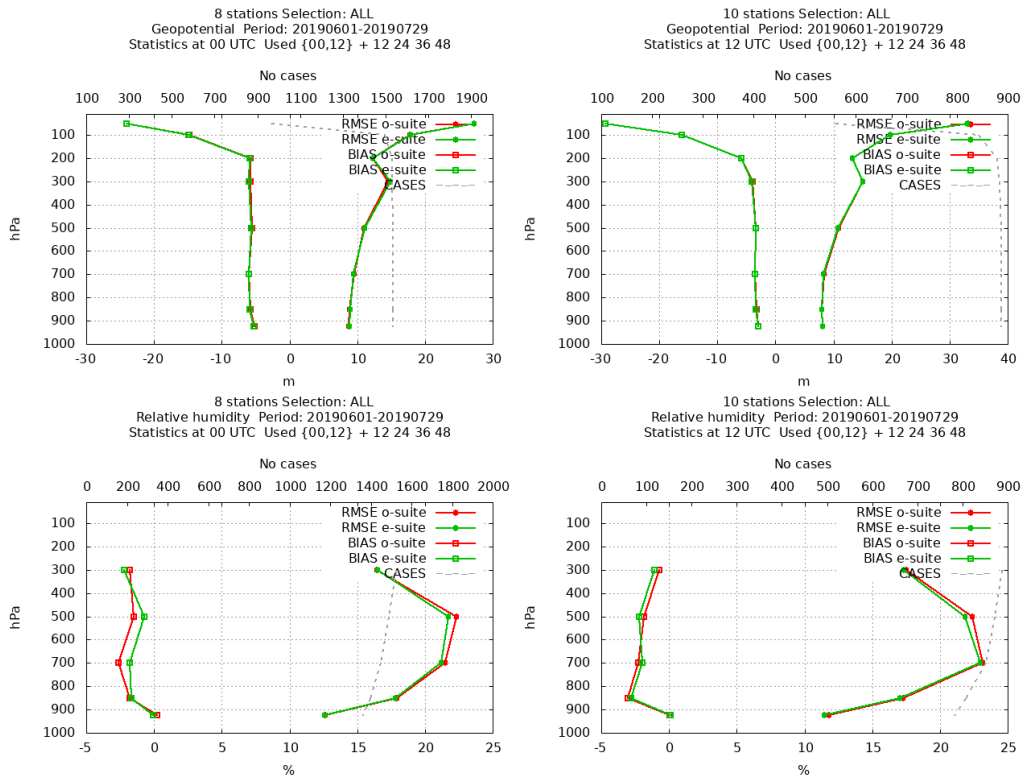 8 stations Selection: ALL
Geopotential Period: 20190601-20190729
Statistics at 00 UTC Used {00,12} + 12 24 36 48
No cases
100 300 500 700 900 1100 1300 1500 1700 1900
RMSE o-suite
RMSE e-suite
BIAS o-suite
BIAS e-suite
CASES
hPa
100
200
300
400
500
600
700
800
900
1000
-30 -20 -10 0 10 20 30
m
10 stations Selection: ALL
Geopotential Period: 20190601-20190729
Statistics at 12 UTC Used {00,12} + 12 24 36 48
No cases
100 200 300 400 500 600 700 800 900
RMSE o-suite
RMSE e-suite
BIAS o-suite
BIAS e-suite
CASES
hPa
100
200
300
400
500
600
700
800
900
1000
-30 -20 -10 0 10 20 30 40
m
8 stations Selection: ALL
Relative humidity Period: 20190601-20190729
Statistics at 00 UTC Used {00,12} + 12 24 36 48
No cases
0 200 400 600 800 1000 1200 1400 1600 1800 2000
RMSE o-suite
RMSE e-suite
BIAS o-suite
BIAS e-suite
CASES
hPa
100
200
300
400
500
600
700
800
900
1000
-5 0 5 10 15 20 25
%
10 stations Selection: ALL
Relative humidity Period: 20190601-20190729
Statistics at 12 UTC Used {00,12} + 12 24 36 48
No cases
0 100 200 300 400 500 600 700 800 900
RMSE o-suite
RMSE e-suite
BIAS o-suite
BIAS e-suite
CASES
hPa
100
200
300
400
500
600
700
800
900
1000
-5 0 5 10 15 20 25
%